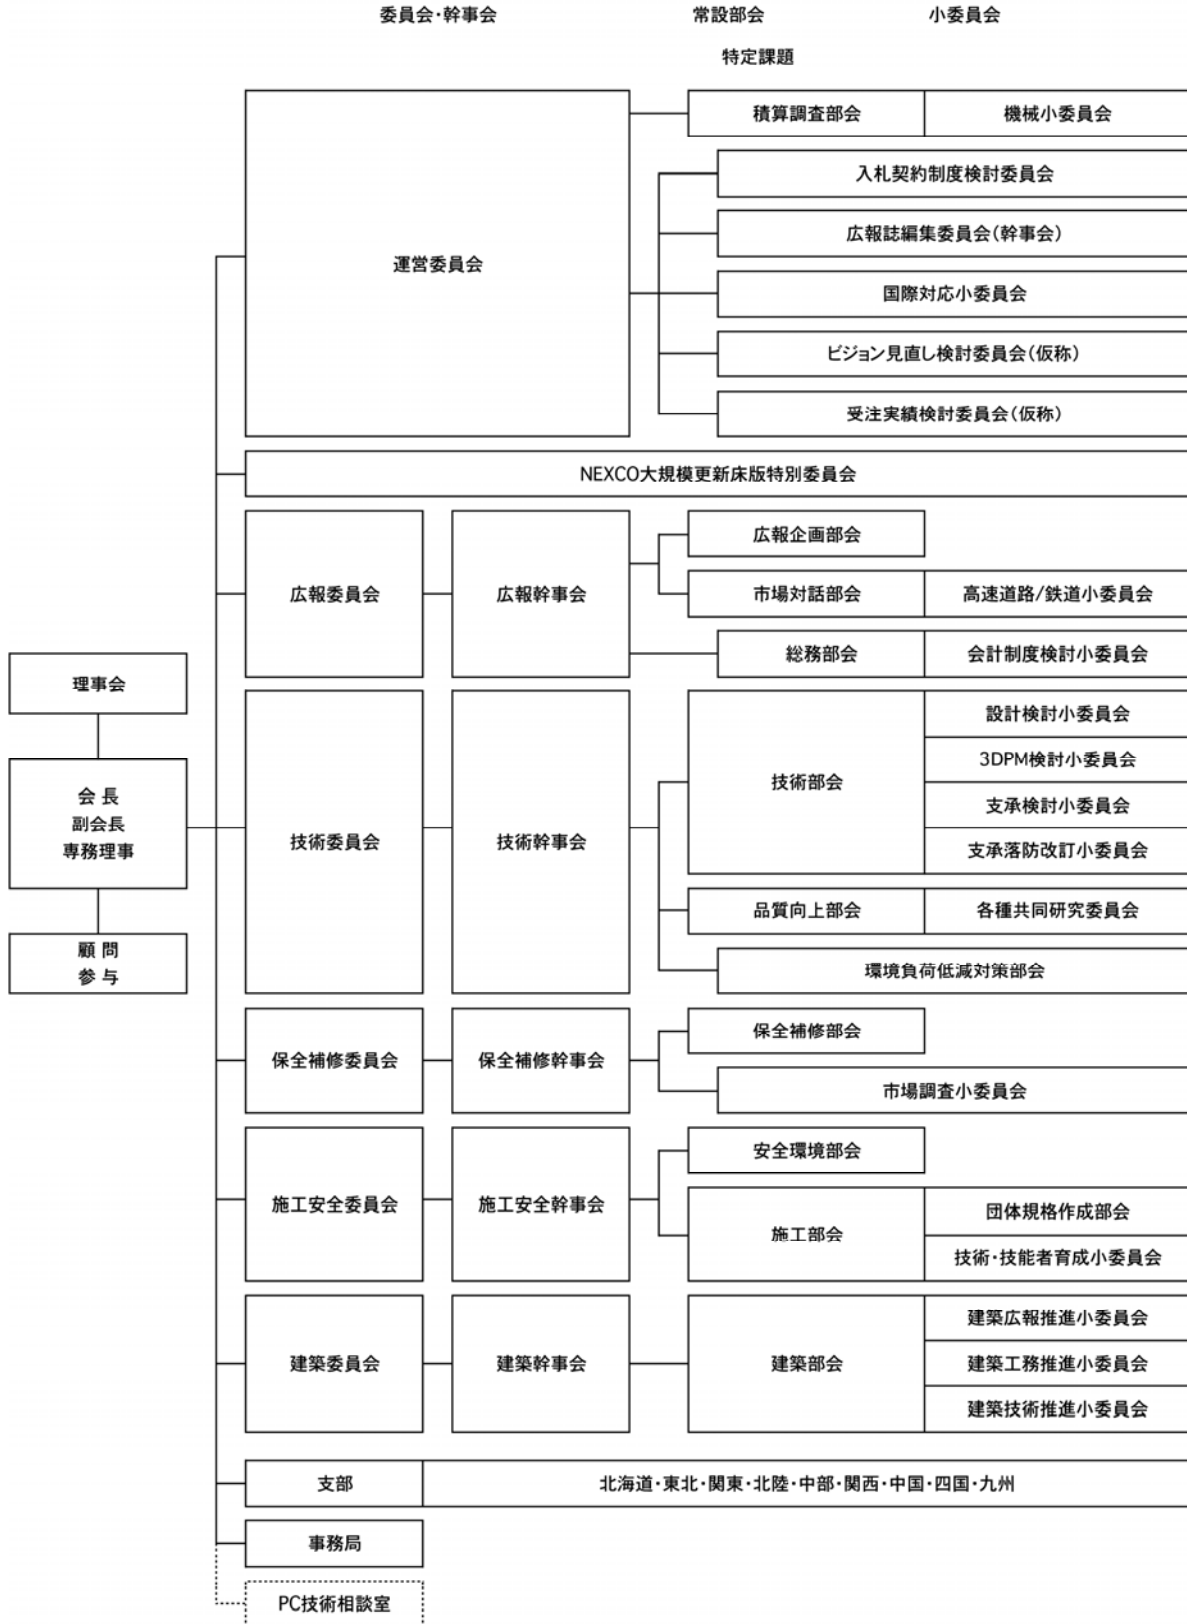 委員会・幹事会
常設部会
小委員会
特定課題
運営委員会
積算調査部会
機械小委員会
入札契約制度検討委員会
広報誌編集委員会(幹事会)
国際対応小委員会
ビジョン見直し検討委員会(仮称)
受注実績検討委員会(仮称)
NEXCO大規模更新床版特別委員会
広報委員会
広報幹事会
広報企画部会
市場対話部会
高速道路/鉄道小委員会
総務部会
会計制度検討小委員会
理事会
会長
副会長
専務理事
顧問
参与
技術委員会
技術幹事会
技術部会
設計検討小委員会
3DPM検討小委員会
支承検討小委員会
支承落防改訂小委員会
品質向上部会
各種共同研究委員会
環境負荷低減対策部会
保全補修委員会
保全補修幹事会
保全補修部会
市場調査小委員会
施工安全委員会
施工安全幹事会
安全環境部会
施工部会
団体規格作成部会
技術・技能者育成小委員会
建築委員会
建築幹事会
建築部会
建築広報推進小委員会
建築工務推進小委員会
建築技術推進小委員会
支部
北海道・東北・関東・北陸・中部・関西・中国・四国・九州
事務局
PC技術相談室